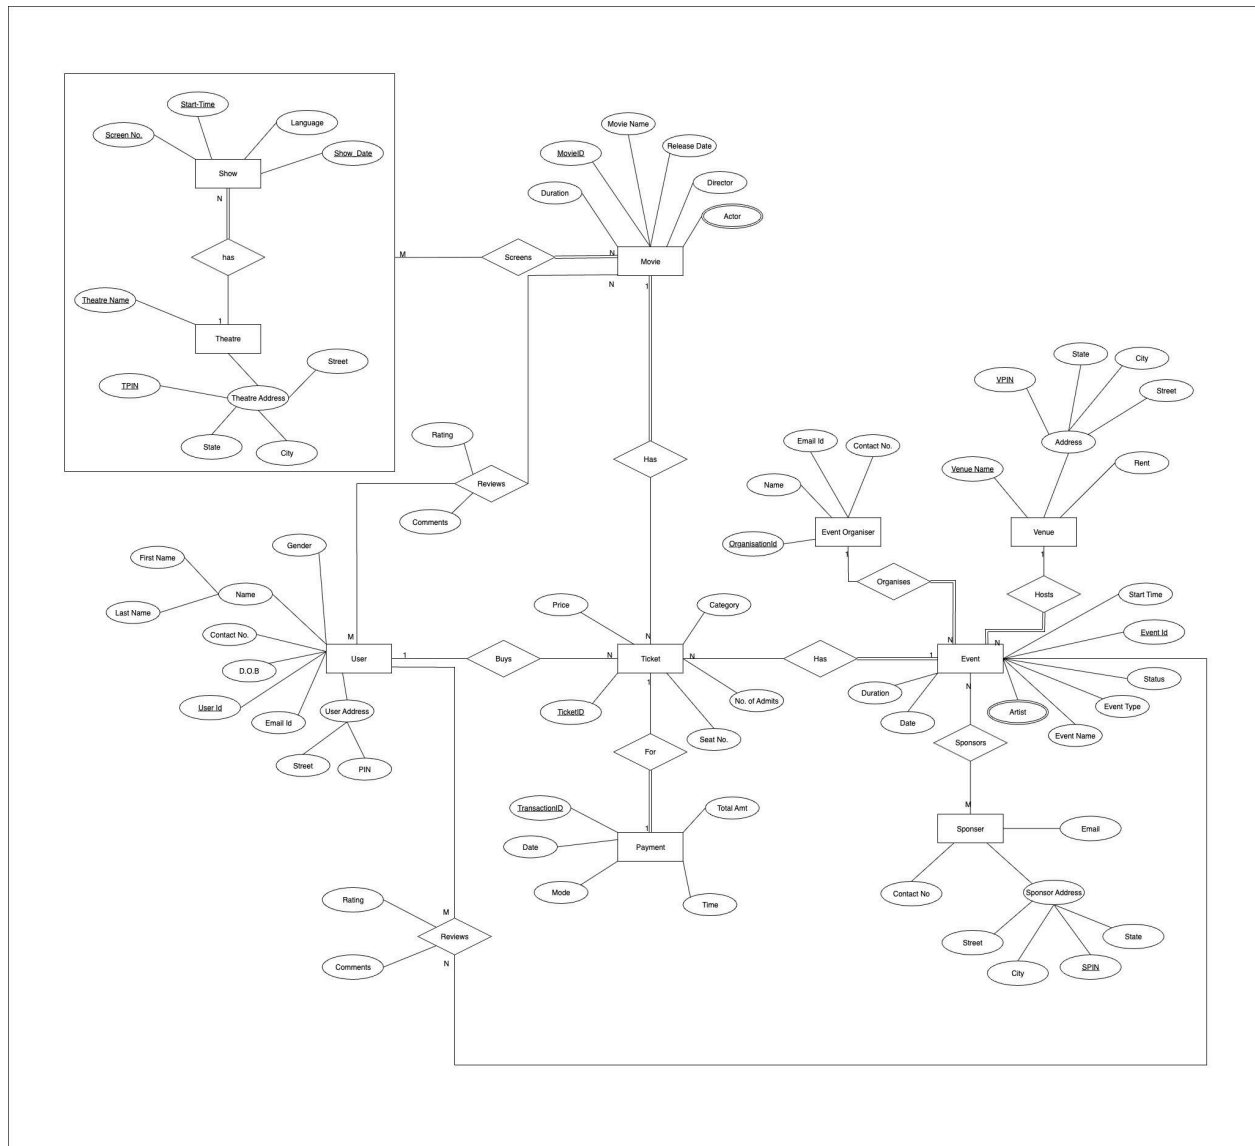 Start-Time
Screen No.
Language
Show_Date
Show
N
has
1
Theatre Name
Theatre
Street
TPIN
Theatre Address
State
City
M
Screens
N
Movie Name
MovieID
Release Date
Duration
Director
Actor
Movie
N
1
Rating
Reviews
Comments
Has
Email Id
Contact No.
Name
Event Organiser
OrganisationId
1
Organises
State
City
VPIN
Street
Address
Venue Name
Rent
Venue
1
Hosts
Gender
First Name
Name
Last Name
Contact No.
D.O.B
User Id
Email Id
User Address
Street
PIN
M
User
1
Buys
N
Price
Category
N
Ticket
N
TicketID
No. of Admits
Seat No.
1
Has
1
N
N
Event
Start Time
Event Id
Status
Event Type
Event Name
Artist
Duration
Date
N
Sponsors
M
Sponser
Email
Contact No
Sponsor Address
Street
City
SPIN
State
For
TransactionID
Total Amt
1
Date
Payment
Mode
Time
Rating
M
Reviews
Comments
N